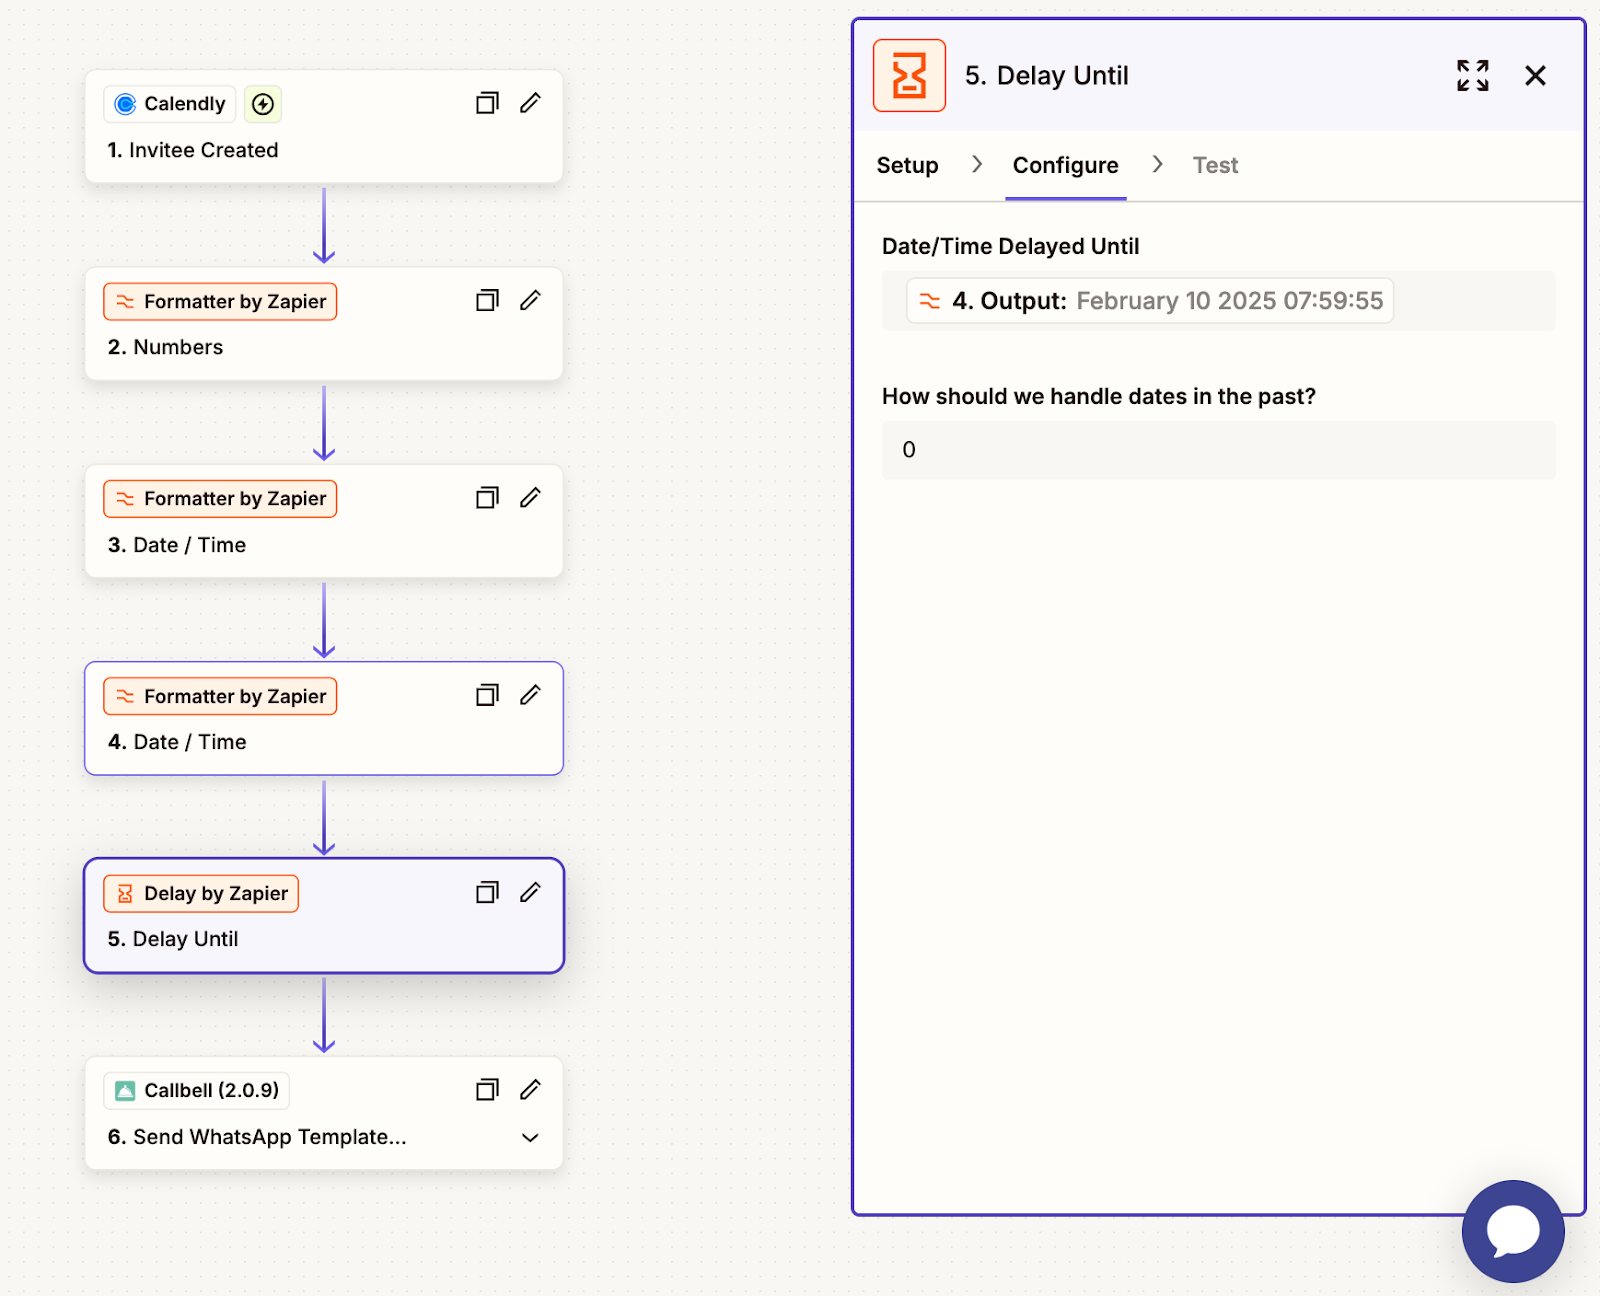 Calendly
1. Invitee Created
Formatter by Zapier
2. Numbers
Formatter by Zapier
3. Date / Time
Formatter by Zapier
4. Date / Time
Delay by Zapier
5. Delay Until
Callbell (2.0.9)
6. Send WhatsApp Template...
5. Delay Until
Setup
Configure
Test
Date/Time Delayed Until
4. Output: February 10 2025 07:59:55
How should we handle dates in the past?
0